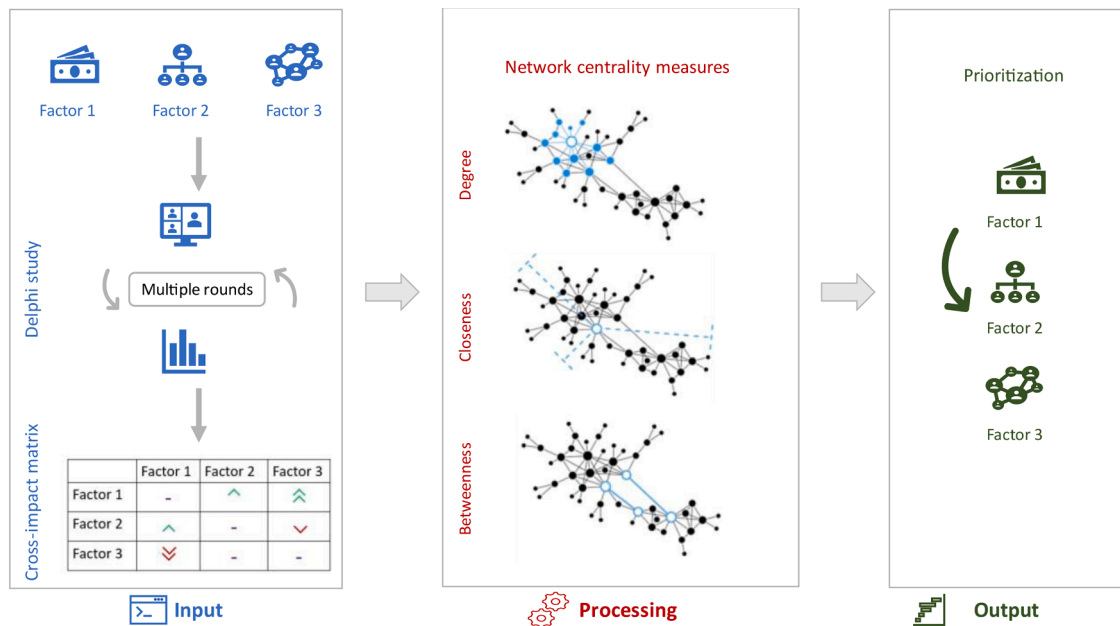 Factor 1
Factor 2
Factor 3
Delphi study
Multiple rounds
Cross-impact matrix
Factor 1 Factor 2 Factor 3
Factor 1 -
Factor 2 -
Factor 3 - -
Input
Network centrality measures
Degree
Closeness
Betweenness
Processing
Prioritization
Factor 1
Factor 2
Factor 3
Output